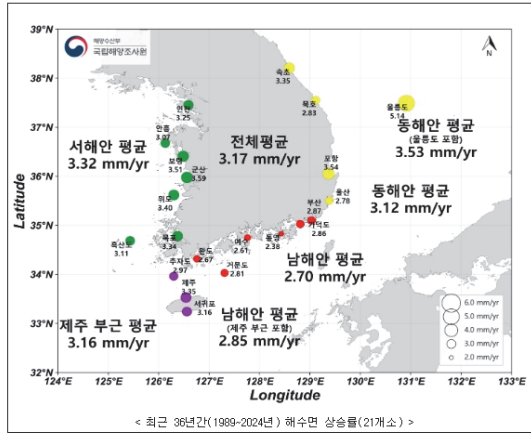 해양수산부
국립해양조사원
N
39°N
38°N
37°N
36°N
35°N
34°N
33°N
32°N
Latitude
124°E
125°E
126°E
127°E
128°E
129°E
130°E
131°E
132°E
133°E
Longitude
속초
3.35
묵호
2.83
울릉도
5.14
인천
3.25
안흥
3.07
보령
3.51
군산
3.59
위도
3.40
목포
3.34
흑산도
3.11
포항
3.54
울산
2.78
부산
2.87
가덕도
2.86
통영
2.38
여수
2.61
완도
2.67
거문도
2.81
추자도
2.97
제주
3.35
서귀포
3.16
서해안 평균
3.32 mm/yr
전체평균
3.17 mm/yr
동해안 평균
(울릉도 포함)
3.53 mm/yr
동해안 평균
3.12 mm/yr
남해안 평균
2.70 mm/yr
남해안 평균
(제주 부근 포함)
2.85 mm/yr
제주 부근 평균
3.16 mm/yr
6.0 mm/yr
5.0 mm/yr
4.0 mm/yr
3.0 mm/yr
2.0 mm/yr
< 최근 36년간(1989-2024년) 해수면 상승률(21개소) >